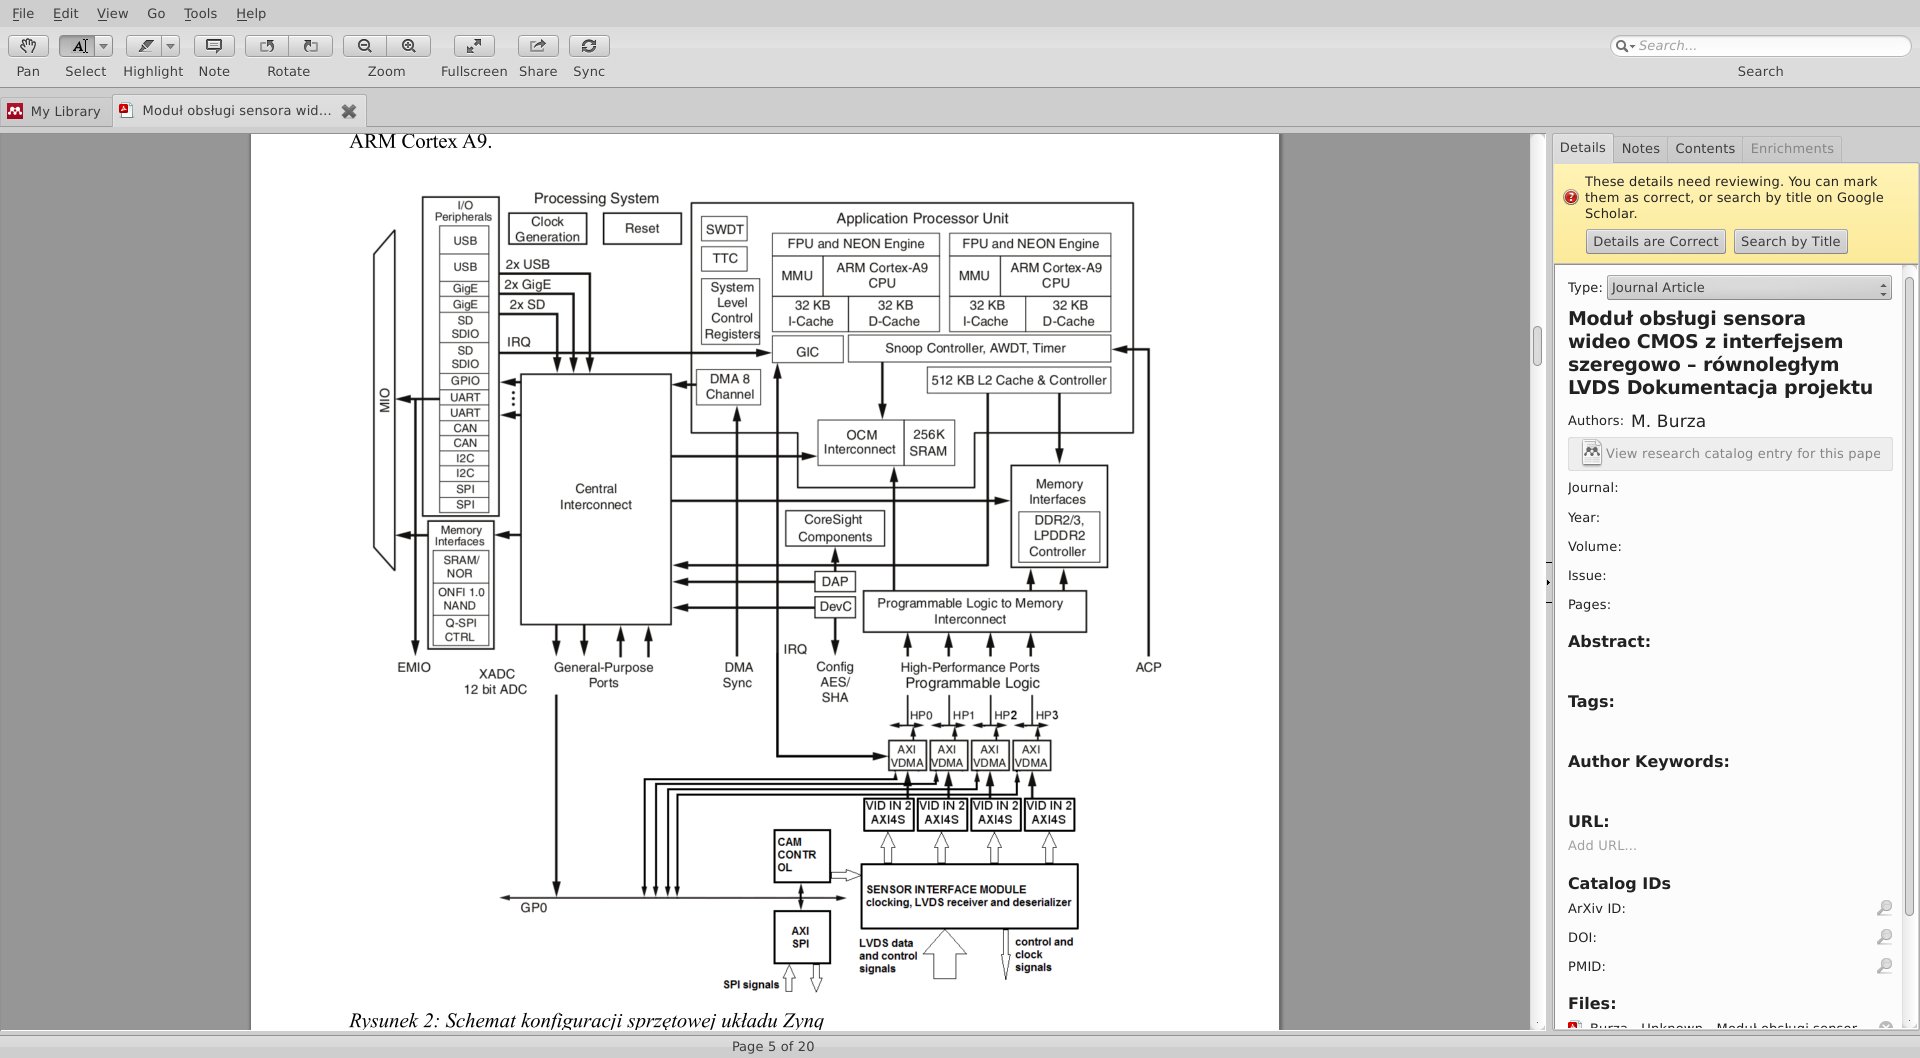 File Edit View Go Tools Help
Pan Select Highlight Note Rotate Zoom Fullscreen Share Sync
Search...
Search
My Library
Moduł obsługi sensora wid...
ARM Cortex A9.
Processing System
I/O
Peripherals
USB
USB
GigE
GigE
SD
SDIO
SD
SDIO
GPIO
UART
UART
CAN
CAN
I2C
I2C
SPI
SPI
MIO
Memory
Interfaces
SRAM/
NOR
ONFI 1.0
NAND
Q-SPI
CTRL
EMIO
XADC
12 bit ADC
Clock
Generation
Reset
2x USB
2x GigE
2x SD
IRQ
Central
Interconnect
General-Purpose
Ports
Application Processor Unit
SWDT
TTC
System
Level
Control
Registers
FPU and NEON Engine
MMU
ARM Cortex-A9
CPU
32 KB
I-Cache
32 KB
D-Cache
FPU and NEON Engine
MMU
ARM Cortex-A9
CPU
32 KB
I-Cache
32 KB
D-Cache
GIC
Snoop Controller, AWDT, Timer
DMA 8
Channel
512 KB L2 Cache & Controller
OCM
Interconnect
256K
SRAM
Memory
Interfaces
DDR2/3,
LPDDR2
Controller
CoreSight
Components
DAP
DevC
Programmable Logic to Memory
Interconnect
IRQ
DMA
Sync
Config
AES/
SHA
High-Performance Ports
Programmable Logic
ACP
HP0 HP1 HP2 HP3
AXI
VDMA
AXI
VDMA
AXI
VDMA
AXI
VDMA
VID IN 2
AXI4S
VID IN 2
AXI4S
VID IN 2
AXI4S
VID IN 2
AXI4S
CAM
CONTR
OL
SENSOR INTERFACE MODULE
clocking, LVDS receiver and deserializer
GP0
AXI
SPI
LVDS data
and control
signals
control and
clock
signals
SPI signals
Rysunek 2: Schemat konfiguracji sprzętowej układu Zynq
Page 5 of 20
Details Notes Contents Enrichments
These details need reviewing. You can mark
them as correct, or search by title on Google
Scholar.
Details are Correct Search by Title
Type: Journal Article
Moduł obsługi sensora
wideo CMOS z interfejsem
szeregowo – równoległym
LVDS Dokumentacja projektu
Authors: M. Burza
View research catalog entry for this pape
Journal:
Year:
Volume:
Issue:
Pages:
Abstract:
Tags:
Author Keywords:
URL:
Add URL...
Catalog IDs
ArXiv ID:
DOI:
PMID:
Files:
Burza - Unknown - Moduł obsługi sensor